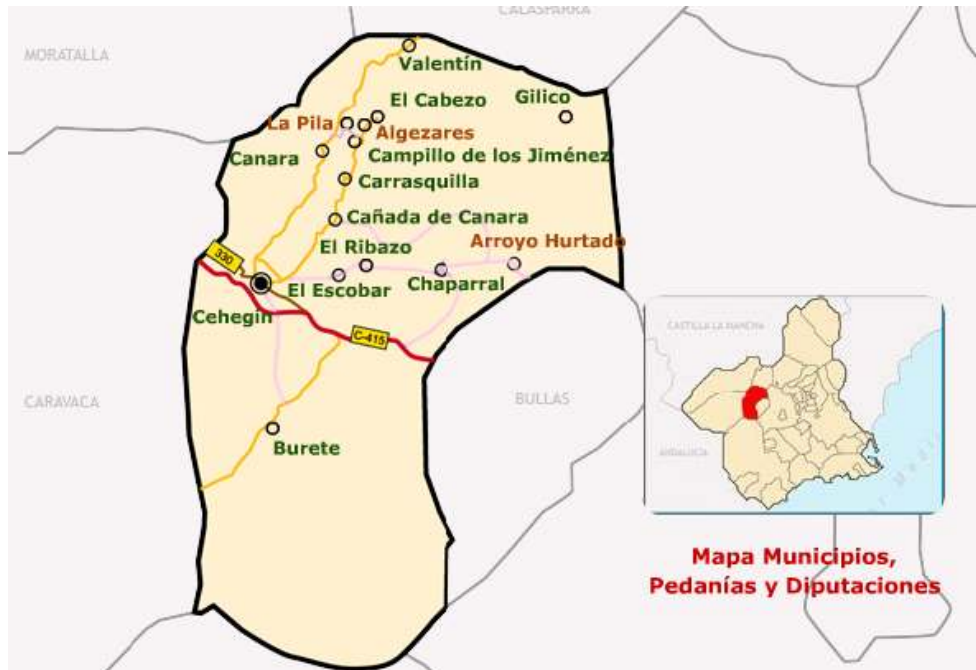 CALASPARRA
MORATALLA
Valentín
El Cabezo
Gilico
La Pila
Algezares
Canara
Campillo de los Jiménez
Carrasquilla
Cañada de Canara
Arroyo Hurtado
El Ribazo
330
El Escobar
Chaparral
Cehegín
C-415
CARAVACA
BULLAS
Burete
CASTILLA LA MANCHA
ANDALUCÍA
Mapa Municipios,
Pedanías y Diputaciones